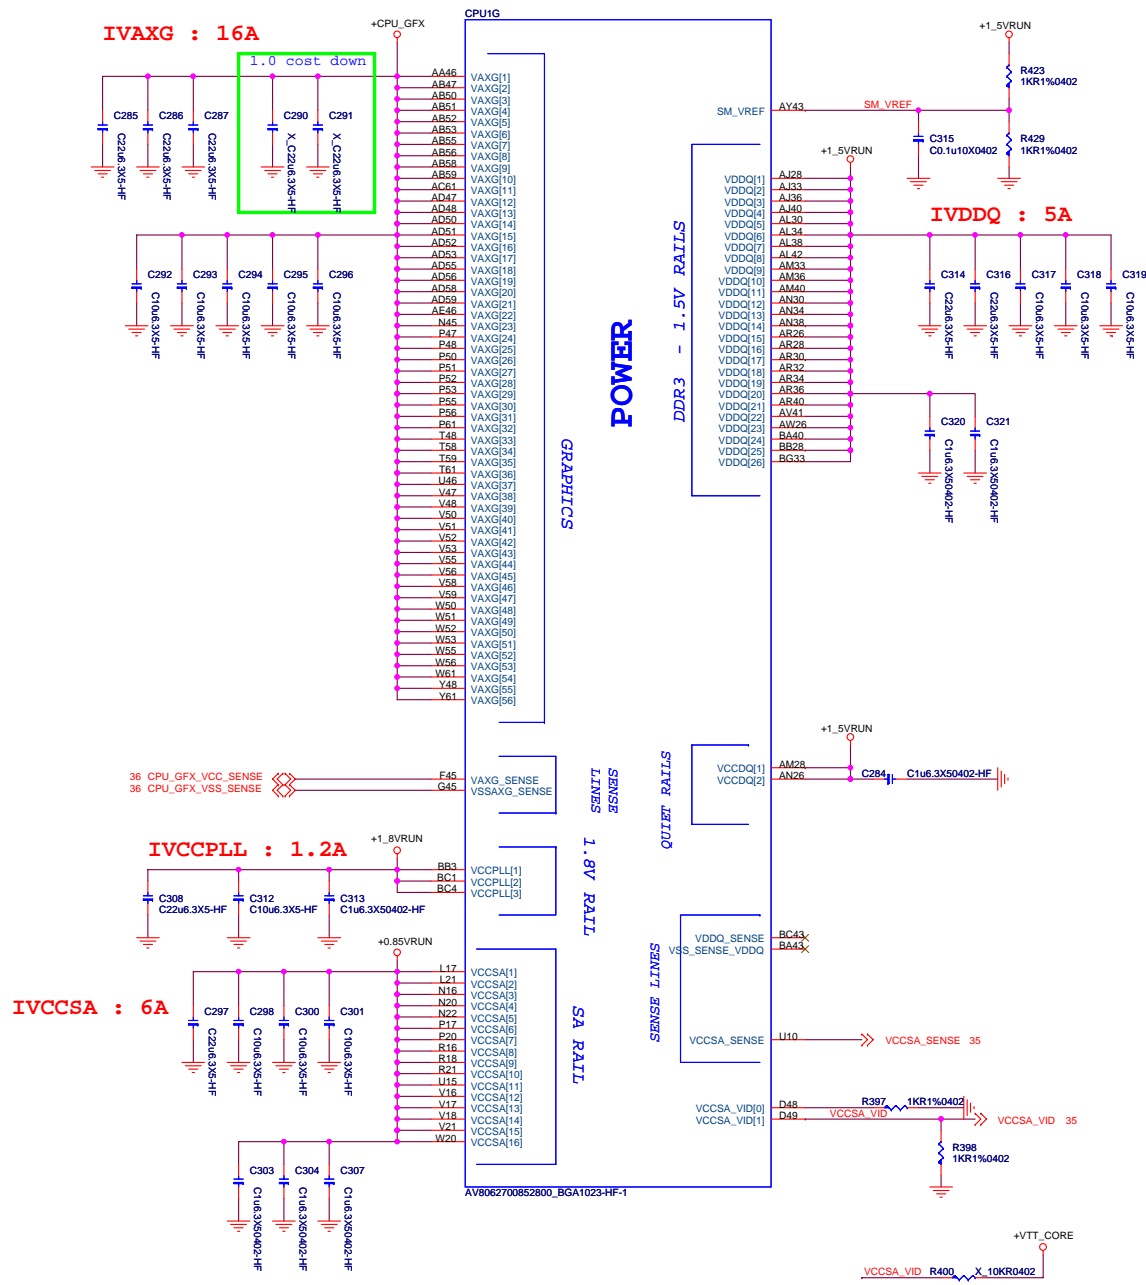 CPU1G
+CPU_GFX
+1_5VRUN
IVAXG : 16A
1.0 cost down
R423
1KR1%0402
C285
C22u6.3X5-HF
C286
C22u6.3X5-HF
C287
C22u6.3X5-HF
C290
X_C22u6.3X5-HF
C291
X_C22u6.3X5-HF
AA46 VAXG[1]
AB47 VAXG[2]
AB50 VAXG[3]
AB51 VAXG[4]
AB52 VAXG[5]
AB53 VAXG[6]
AB55 VAXG[7]
AB56 VAXG[8]
AB58 VAXG[9]
AB59 VAXG[10]
AC61 VAXG[11]
AD47 VAXG[12]
AD48 VAXG[13]
AD50 VAXG[14]
AD51 VAXG[15]
AD52 VAXG[16]
AD53 VAXG[17]
AD55 VAXG[18]
AD56 VAXG[19]
AD58 VAXG[20]
AD59 VAXG[21]
AE46 VAXG[22]
N45 VAXG[23]
P47 VAXG[24]
P48 VAXG[25]
P50 VAXG[26]
P51 VAXG[27]
P52 VAXG[28]
P53 VAXG[29]
P55 VAXG[30]
P56 VAXG[31]
P61 VAXG[32]
T48 VAXG[33]
T58 VAXG[34]
T59 VAXG[35]
T61 VAXG[36]
U46 VAXG[37]
V47 VAXG[38]
V48 VAXG[39]
V50 VAXG[40]
V51 VAXG[41]
V52 VAXG[42]
V53 VAXG[43]
V55 VAXG[44]
V56 VAXG[45]
V58 VAXG[46]
V59 VAXG[47]
W50 VAXG[48]
W51 VAXG[49]
W52 VAXG[50]
W53 VAXG[51]
W55 VAXG[52]
W56 VAXG[53]
W61 VAXG[54]
Y48 VAXG[55]
Y61 VAXG[56]
C292
C10u6.3X5-HF
C293
C10u6.3X5-HF
C294
C10u6.3X5-HF
C295
C10u6.3X5-HF
C296
C10u6.3X5-HF
GRAPHICS
POWER
DDR3 - 1.5V RAILS
SM_VREF AY43 SM_VREF
C315
C0.1u10X0402
R429
1KR1%0402
+1_5VRUN
VDDQ[1] AJ28
VDDQ[2] AJ33
VDDQ[3] AJ36
VDDQ[4] AJ40
VDDQ[5] AL30
VDDQ[6] AL34
VDDQ[7] AL38
VDDQ[8] AL42
VDDQ[9] AM33
VDDQ[10] AM36
VDDQ[11] AM40
VDDQ[12] AN30
VDDQ[13] AN34
VDDQ[14] AN38
VDDQ[15] AR26
VDDQ[16] AR28
VDDQ[17] AR30
VDDQ[18] AR32
VDDQ[19] AR34
VDDQ[20] AR36
VDDQ[21] AR40
VDDQ[22] AV41
VDDQ[23] AW26
VDDQ[24] BA40
VDDQ[25] BB28
VDDQ[26] BG33
IVDDQ : 5A
C314
C22u6.3X5-HF
C316
C22u6.3X5-HF
C317
C10u6.3X5-HF
C318
C10u6.3X5-HF
C319
C10u6.3X5-HF
C320
C1u6.3X50402-HF
C321
C1u6.3X50402-HF
36 CPU_GFX_VCC_SENSE F45 VAXG_SENSE
36 CPU_GFX_VSS_SENSE G45 VSSAXG_SENSE
SENSE
LINES
QUIET RAILS
+1_5VRUN
VCCDQ[1] AM28
VCCDQ[2] AN26
C284 C1u6.3X50402-HF
IVCCPLL : 1.2A
+1_8VRUN
BB3 VCCPLL[1]
BC1 VCCPLL[2]
BC4 VCCPLL[3]
1.8V RAIL
C308
C22u6.3X5-HF
C312
C10u6.3X5-HF
C313
C1u6.3X50402-HF
+0.85VRUN
IVCCSA : 6A
L17 VCCSA[1]
L21 VCCSA[2]
N16 VCCSA[3]
N20 VCCSA[4]
N22 VCCSA[5]
P17 VCCSA[6]
P20 VCCSA[7]
R16 VCCSA[8]
R18 VCCSA[9]
R21 VCCSA[10]
U15 VCCSA[11]
V16 VCCSA[12]
V17 VCCSA[13]
V18 VCCSA[14]
V21 VCCSA[15]
W20 VCCSA[16]
SA RAIL
C297
C22u6.3X5-HF
C298
C10u6.3X5-HF
C300
C10u6.3X5-HF
C301
C10u6.3X5-HF
C303
C1u6.3X50402-HF
C304
C1u6.3X50402-HF
C307
C1u6.3X50402-HF
SENSE LINES
VDDQ_SENSE BC43
VSS_SENSE_VDDQ BA43
VCCSA_SENSE U10 VCCSA_SENSE 35
VCCSA_VID[0] D48 R397 1KR1%0402
VCCSA_VID[1] D49 VCCSA_VID VCCSA_VID 35
R398
1KR1%0402
AV8062700852800_BGA1023-HF-1
+VTT_CORE
VCCSA_VID R400 X_10KR0402